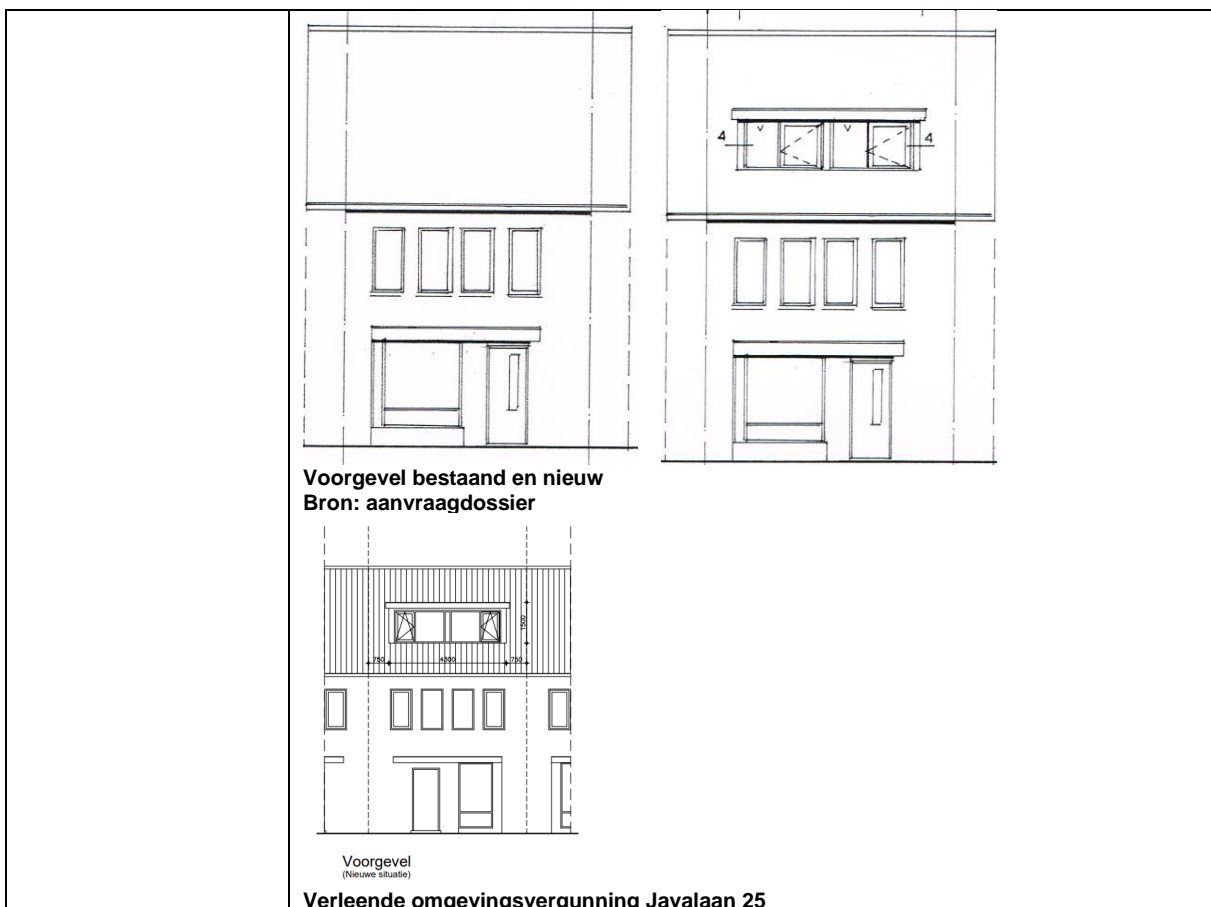 4 4
Voorgevel bestaand en nieuw
Bron: aanvraagdossier
1500
750 4300 750
Voorgevel
(Nieuwe situatie)
Verleende omgevingsvergunning Javalaan 25